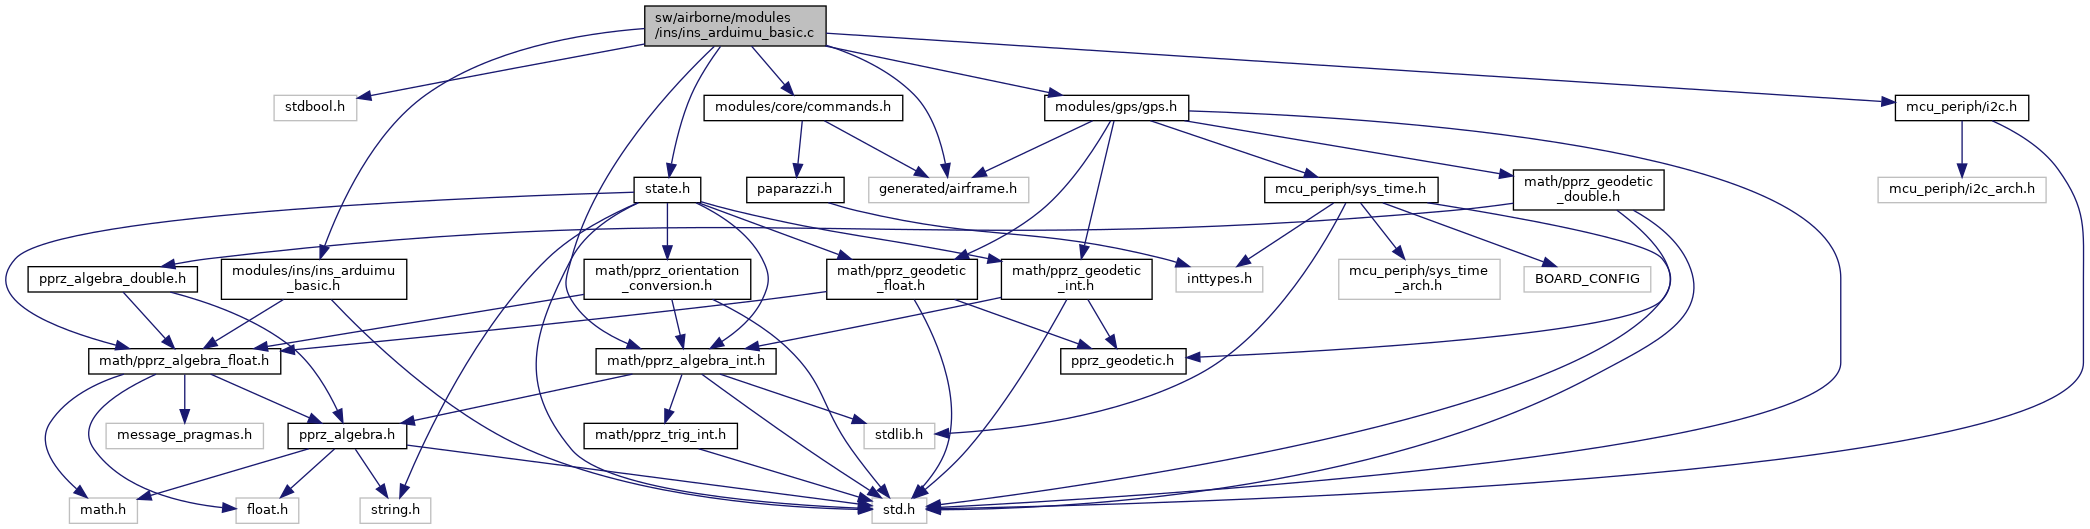 sw/airborne/modules
/ins/ins_arduimu_basic.c
stdbool.h
modules/core/commands.h
modules/gps/gps.h
mcu_periph/i2c.h
state.h
paparazzi.h
generated/airframe.h
mcu_periph/sys_time.h
math/pprz_geodetic
_double.h
mcu_periph/i2c_arch.h
pprz_algebra_double.h
modules/ins/ins_arduimu
_basic.h
math/pprz_orientation
_conversion.h
math/pprz_geodetic
_float.h
math/pprz_geodetic
_int.h
inttypes.h
mcu_periph/sys_time
_arch.h
BOARD_CONFIG
math/pprz_algebra_float.h
math/pprz_algebra_int.h
pprz_geodetic.h
message_pragmas.h
pprz_algebra.h
math/pprz_trig_int.h
stdlib.h
math.h
float.h
string.h
std.h